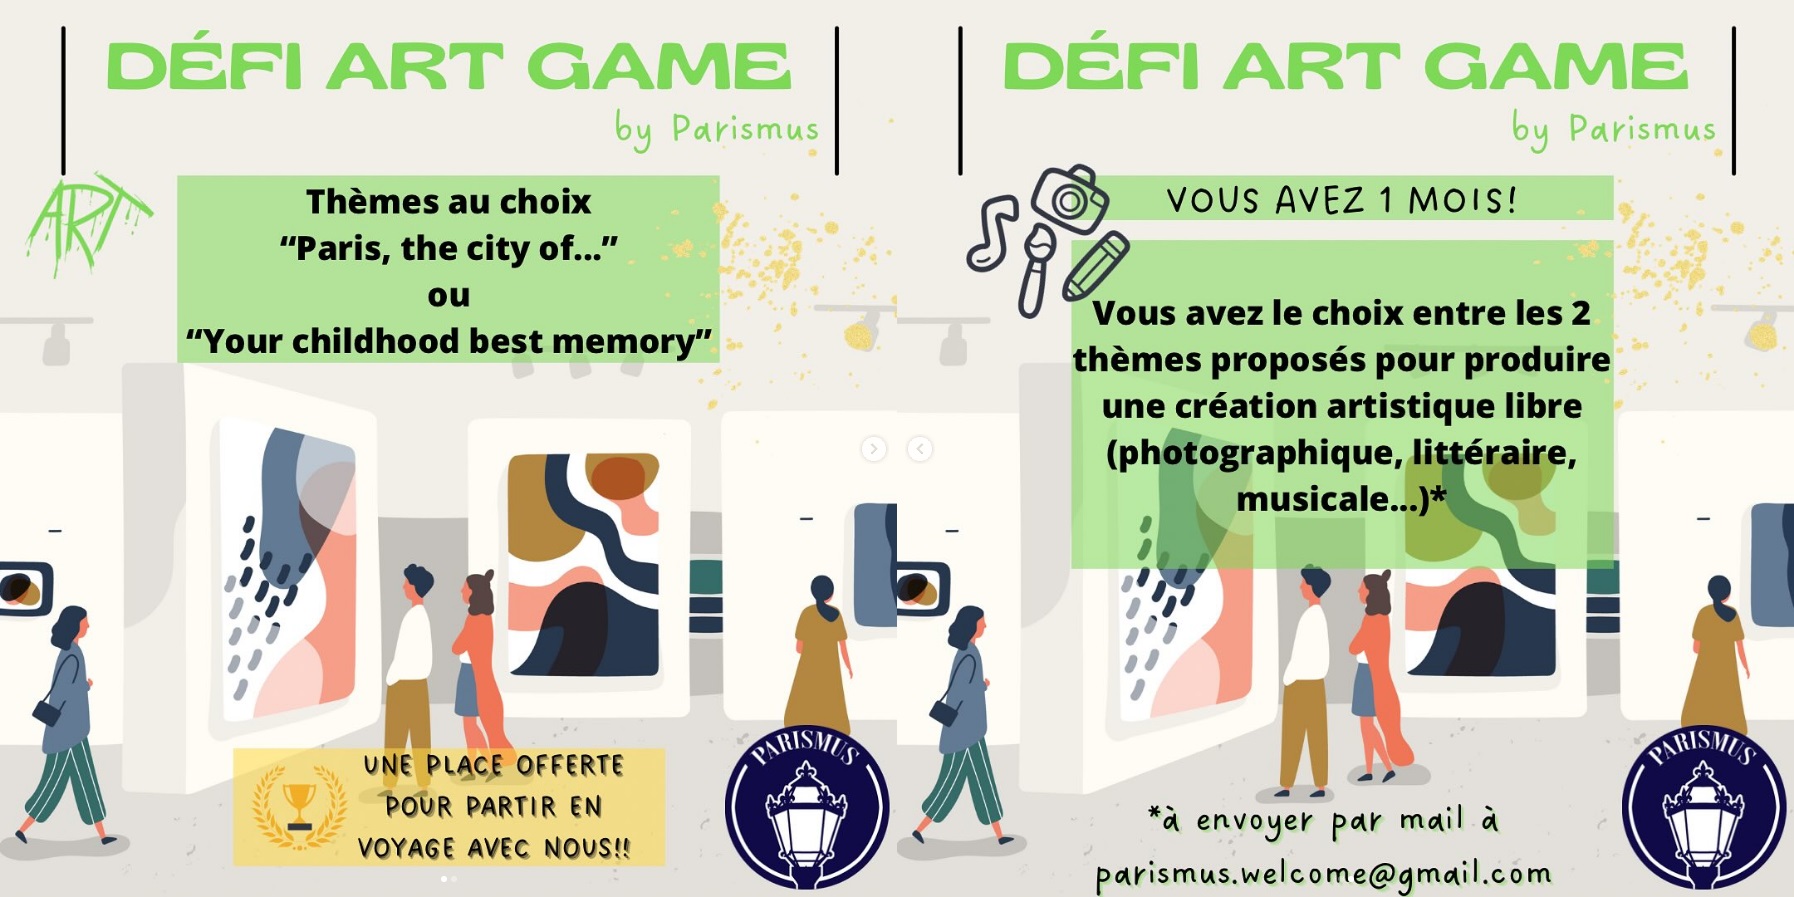 DÉFI ART GAME
by Parismus
ART
Thèmes au choix
“Paris, the city of...”
ou
“Your childhood best memory”
UNE PLACE OFFERTE
POUR PARTIR EN
VOYAGE AVEC NOUS!!
PARISMUS
DÉFI ART GAME
by Parismus
VOUS AVEZ 1 MOIS!
Vous avez le choix entre les 2
thèmes proposés pour produire
une création artistique libre
(photographique, littéraire,
musicale...)*
*à envoyer par mail à
parismus.welcome@gmail.com
PARISMUS